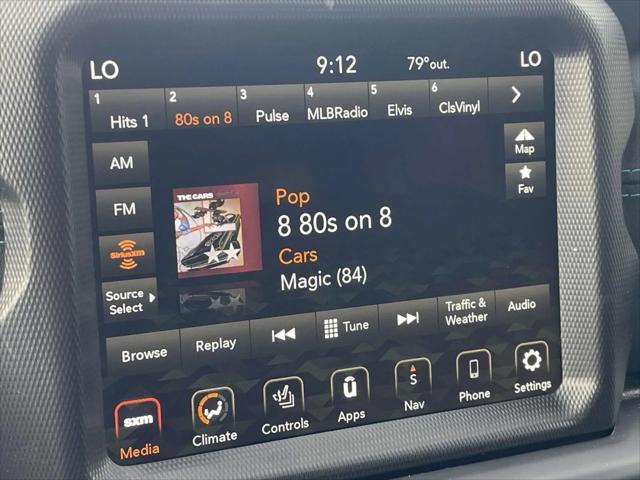 LO 9:12 79°out. LO
1 Hits 1 2 80s on 8 3 Pulse 4 MLBRadio 5 Elvis 6 ClsVinyl
AM
Map
FM
Fav
THE CARS
Pop
8 80s on 8
Cars
Magic (84)
SiriusXM
Source
Select
Browse Replay Tune Traffic &
Weather Audio
sxm
Media
Climate
Controls
u
Apps
S
Nav
Phone
Settings